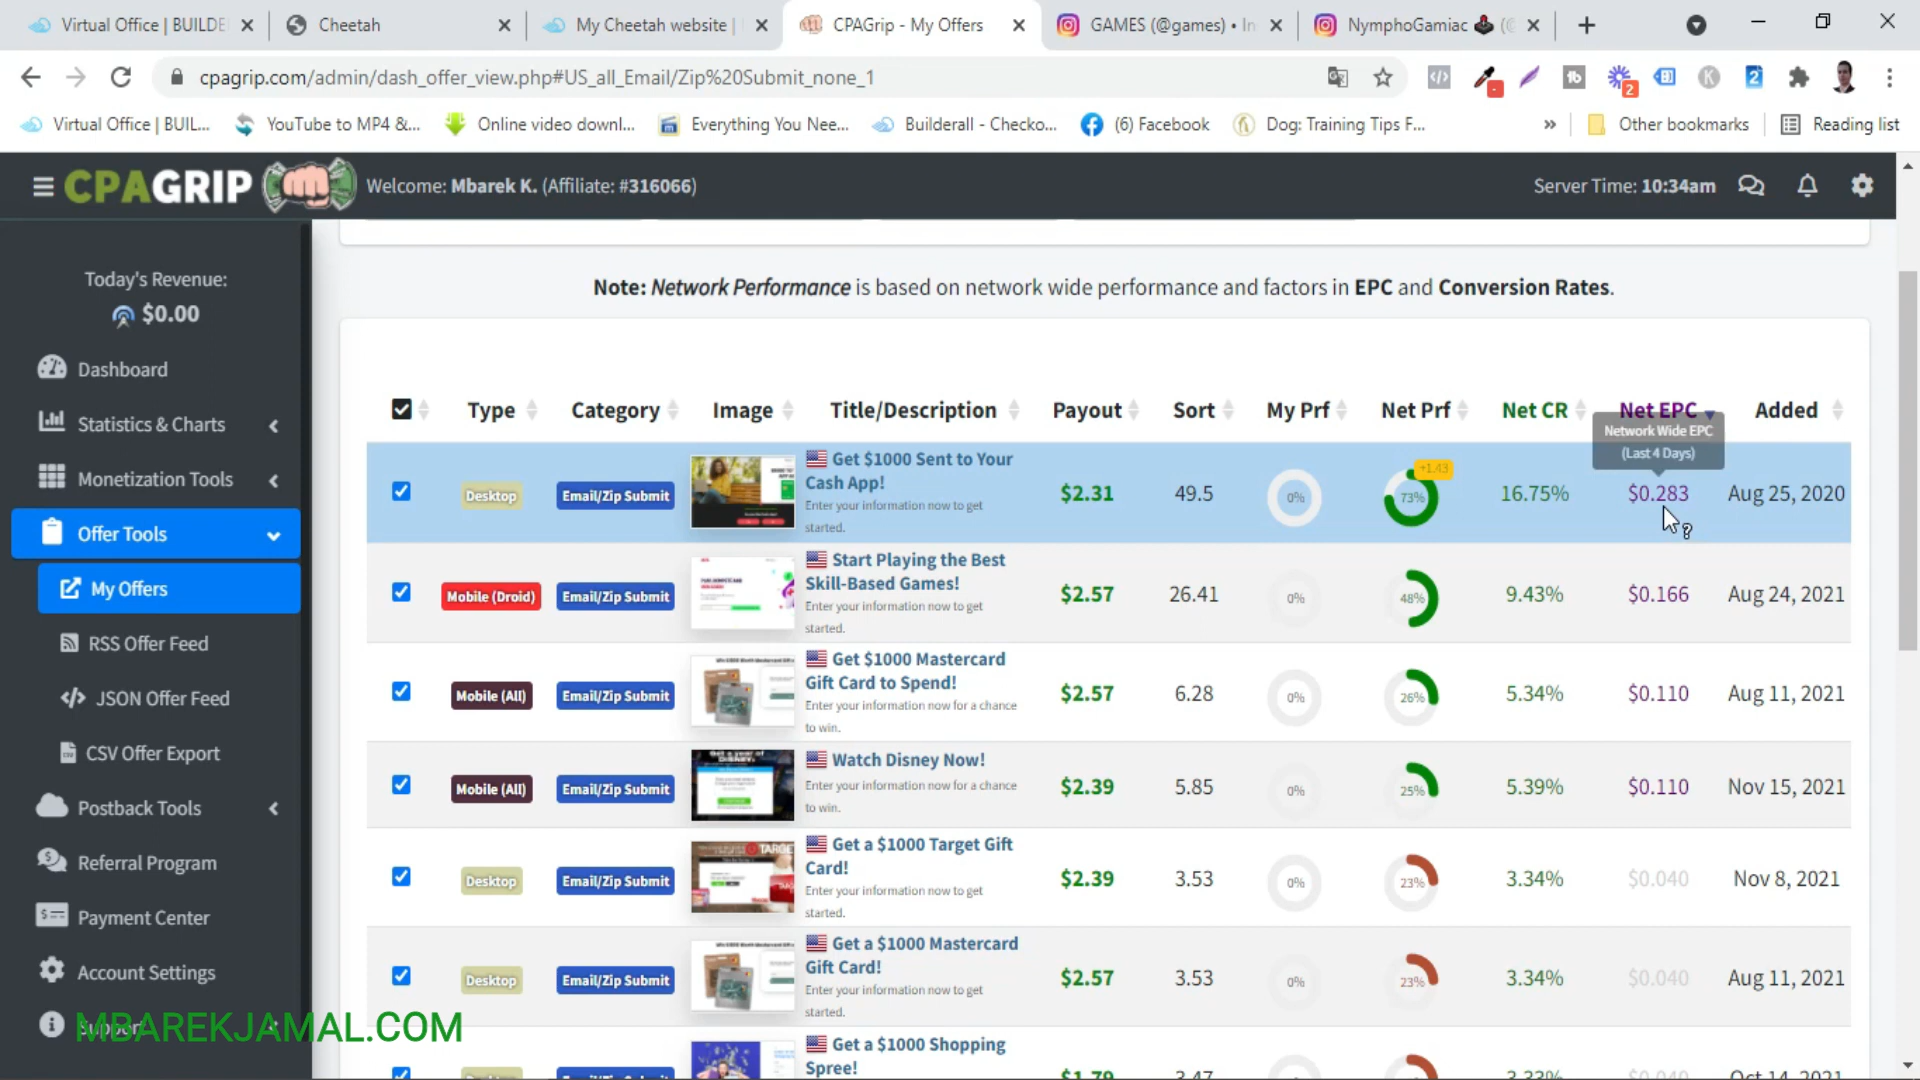 Virtual Office | BUILDE
Cheetah
My Cheetah website |
CPAGrip - My Offers
GAMES (@games) • In
NymphoGamiac
cpagrip.com/admin/dash_offer_view.php#US_all_Email/Zip%20Submit_none_1
Virtual Office | BUIL...
YouTube to MP4 &...
Online video downl...
Everything You Nee...
Builderall - Checko...
(6) Facebook
Dog: Training Tips F...
Other bookmarks
Reading list
CPAGRIP
Welcome: Mbarek K. (Affiliate: #316066)
Server Time: 10:34am
Today's Revenue:
$0.00
Dashboard
Statistics & Charts
Monetization Tools
Offer Tools
My Offers
RSS Offer Feed
JSON Offer Feed
CSV Offer Export
Postback Tools
Referral Program
Payment Center
Account Settings
Support
MBAREKJAMAL.COM
Note: Network Performance is based on network wide performance and factors in EPC and Conversion Rates.
Type Category Image Title/Description Payout Sort My Prf Net Prf Net CR Net EPC Added
Network Wide EPC
(Last 4 Days)
Desktop Email/Zip Submit Get $1000 Sent to Your $2.31 49.5 0% 73% +1.43 16.75% $0.283 Aug 25, 2020
Cash App!
Enter your information now to get
started.
Mobile (Droid) Email/Zip Submit Start Playing the Best $2.57 26.41 0% 48% 9.43% $0.166 Aug 24, 2021
Skill-Based Games!
Enter your information now to get
started.
Mobile (All) Email/Zip Submit Get $1000 Mastercard $2.57 6.28 0% 26% 5.34% $0.110 Aug 11, 2021
Gift Card to Spend!
Enter your information now for a chance
to win.
Mobile (All) Email/Zip Submit Watch Disney Now! $2.39 5.85 0% 25% 5.39% $0.110 Nov 15, 2021
Enter your information now for a chance
to win.
Desktop Email/Zip Submit Get a $1000 Target Gift $2.39 3.53 0% 23% 3.34% $0.040 Nov 8, 2021
Card!
Enter your information now to get
started.
Desktop Email/Zip Submit Get a $1000 Mastercard $2.57 3.53 0% 23% 3.34% $0.040 Aug 11, 2021
Gift Card!
Enter your information now to get
started.
Get a $1000 Shopping
Spree!